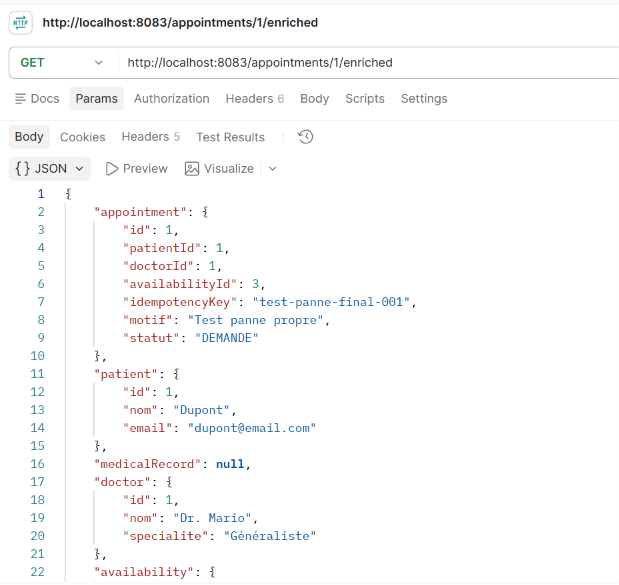 HTTP http://localhost:8083/appointments/1/enriched
GET http://localhost:8083/appointments/1/enriched
Docs Params Authorization Headers 6 Body Scripts Settings
Body Cookies Headers 5 Test Results
{} JSON Preview Visualize
1 {
2 "appointment": {
3 "id": 1,
4 "patientId": 1,
5 "doctorId": 1,
6 "availabilityId": 3,
7 "idempotencyKey": "test-panne-final-001",
8 "motif": "Test panne propre",
9 "statut": "DEMANDE"
10 },
11 "patient": {
12 "id": 1,
13 "nom": "Dupont",
14 "email": "dupont@email.com"
15 },
16 "medicalRecord": null,
17 "doctor": {
18 "id": 1,
19 "nom": "Dr. Mario",
20 "specialite": "Généraliste"
21 },
22 "availability": {